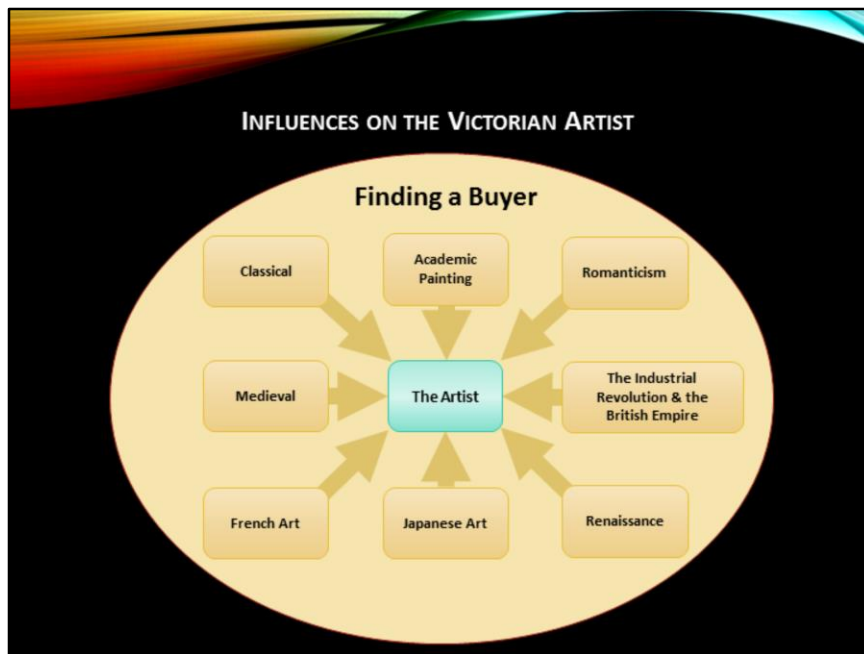 INFLUENCES ON THE VICTORIAN ARTIST
Finding a Buyer
Classical
Academic
Painting
Romanticism
Medieval
The Artist
The Industrial
Revolution & the
British Empire
French Art
Japanese Art
Renaissance